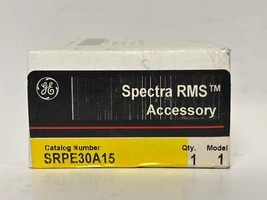 GE
Spectra RMS™
Accessory
Catalog Number Qty. Model
SRPE30A15 1 1